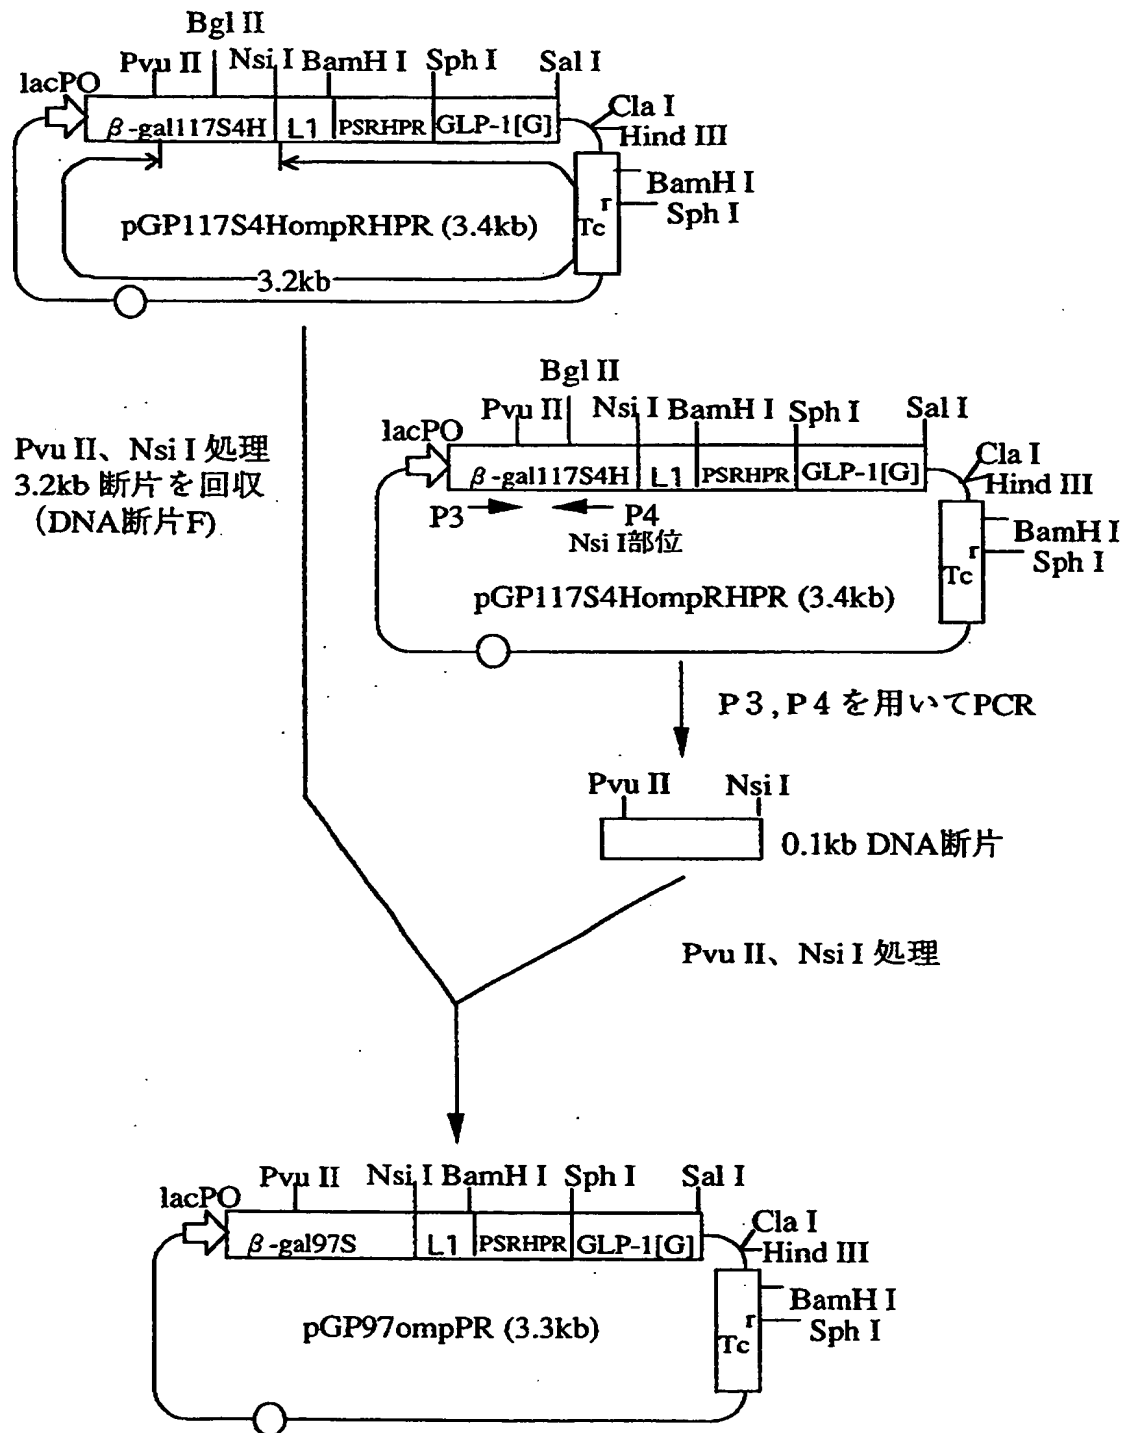 Bgl II
Pvu II Nsi I BamH I Sph I Sal I
lacPO
Cla I
Hind III
β-gal117S4H L1 PSRHPR GLP-1[G]
BamH I
Sph I
Tc r
pGP117S4HompRHPR (3.4kb)
3.2kb
Pvu II、Nsi I 処理
3.2kb 断片を回収
(DNA断片F)
Bgl II
Pvu II Nsi I BamH I Sph I Sal I
lacPO
Cla I
Hind III
β-gal117S4H L1 PSRHPR GLP-1[G]
P3 P4
Nsi I部位
BamH I
Sph I
Tc r
pGP117S4HompRHPR (3.4kb)
P3,P4 を用いてPCR
Pvu II Nsi I
0.1kb DNA断片
Pvu II、Nsi I 処理
Pvu II Nsi I BamH I Sph I Sal I
lacPO
Cla I
Hind III
β-gal97S L1 PSRHPR GLP-1[G]
BamH I
Sph I
Tc r
pGP97ompPR (3.3kb)